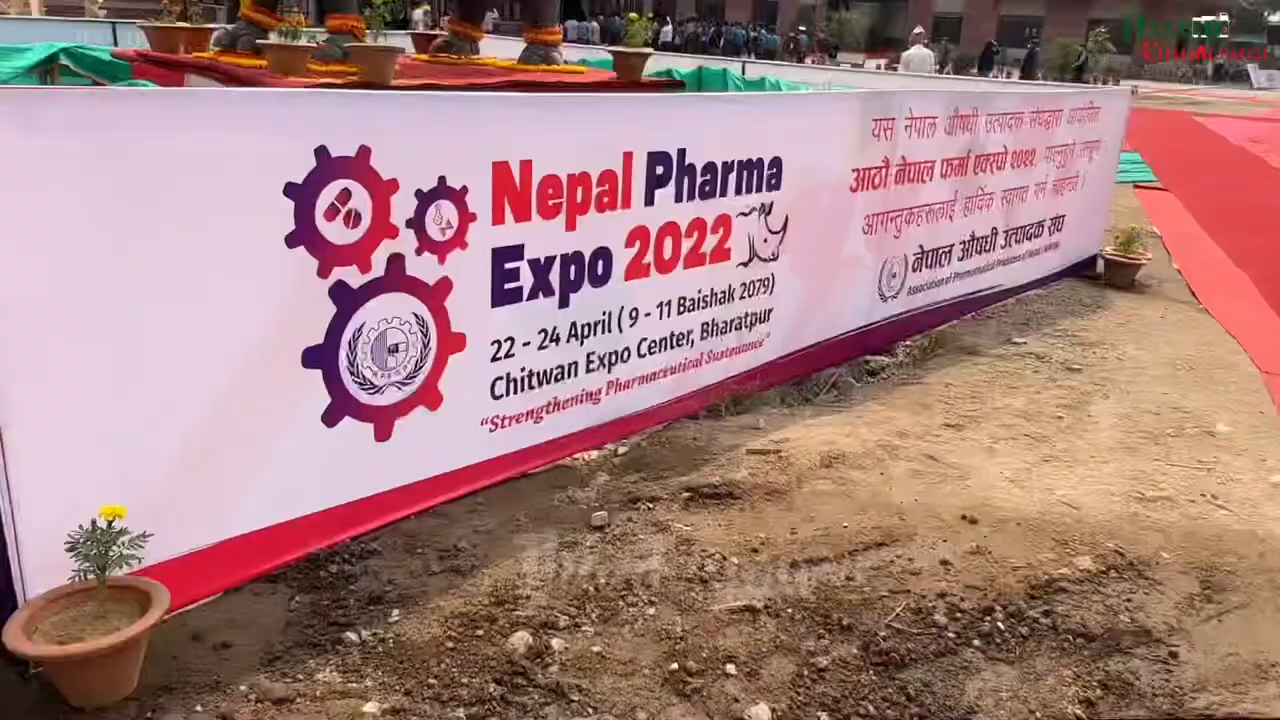 Nepal Pharma
Expo 2022
22 - 24 April ( 9 - 11 Baishak 2079)
Chitwan Expo Center, Bharatpur
“Strengthening Pharmaceutical Sustenance”
यस नेपाल औषधी उत्पादक संघद्वारा आयोजित
आठौं नेपाल फर्मा एक्स्पो २०२२
आगन्तुकहरूलाई हार्दिक स्वागत गर्न चाहन्छौं ।
नेपाल औषधी उत्पादक संघ
Association of Pharmaceutical Producers of Nepal